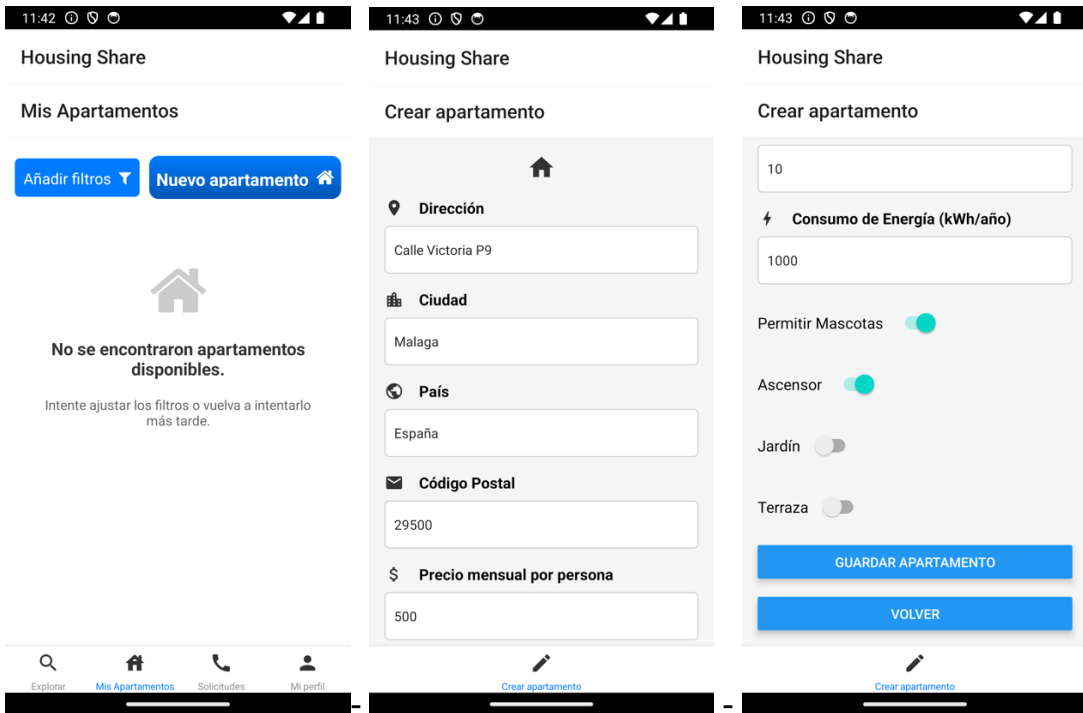 11:42
Housing Share
Mis Apartamentos
Añadir filtros
Nuevo apartamento
No se encontraron apartamentos
disponibles.
Intente ajustar los filtros o vuelva a intentarlo
más tarde.
Explorar
Mis Apartamentos
Solicitudes
Mi perfil
-
11:43
Housing Share
Crear apartamento
Dirección
Calle Victoria P9
Ciudad
Malaga
País
España
Código Postal
29500
$ Precio mensual por persona
500
Crear apartamento
-
11:43
Housing Share
Crear apartamento
10
Consumo de Energía (kWh/año)
1000
Permitir Mascotas
Ascensor
Jardín
Terraza
GUARDAR APARTAMENTO
VOLVER
Crear apartamento